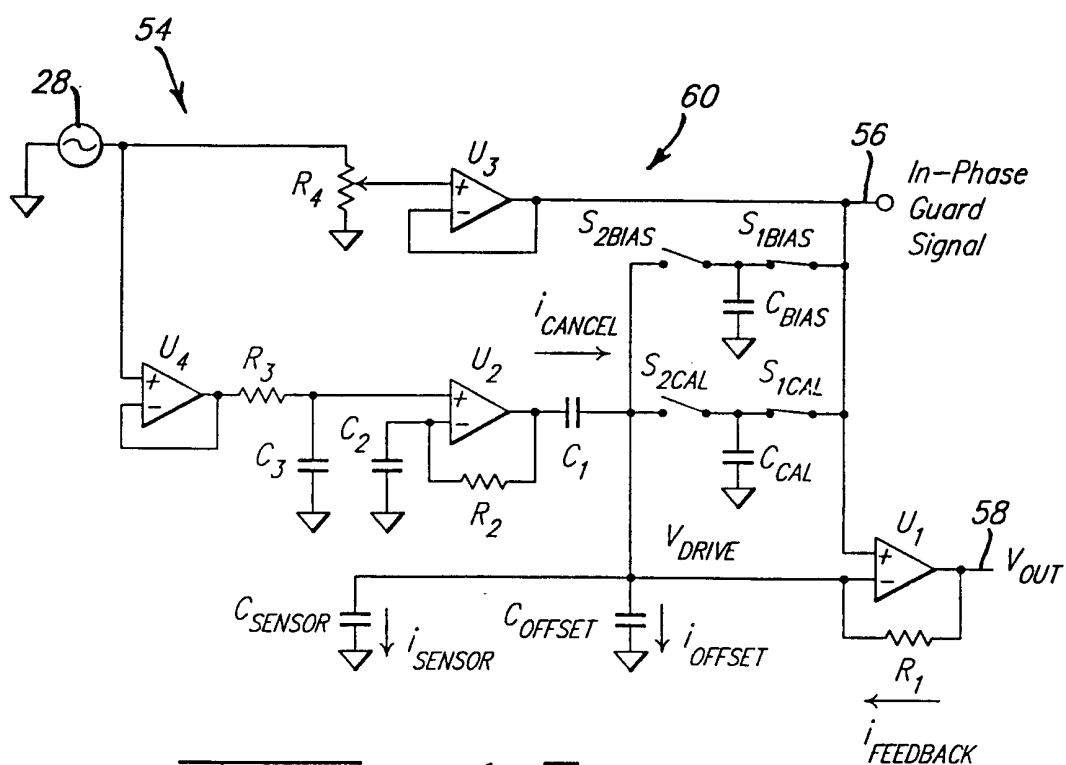 54
28
60
56
U3
R4
In-Phase
Guard
Signal
S2BIAS
S1BIAS
CBIAS
iCANCEL
U4
R3
U2
S2CAL
S1CAL
C2
C3
C1
CCAL
R2
U1
58
VDRIVE
VOUT
CSENSOR
iSENSOR
COFFSET
iOFFSET
R1
iFEEDBACK